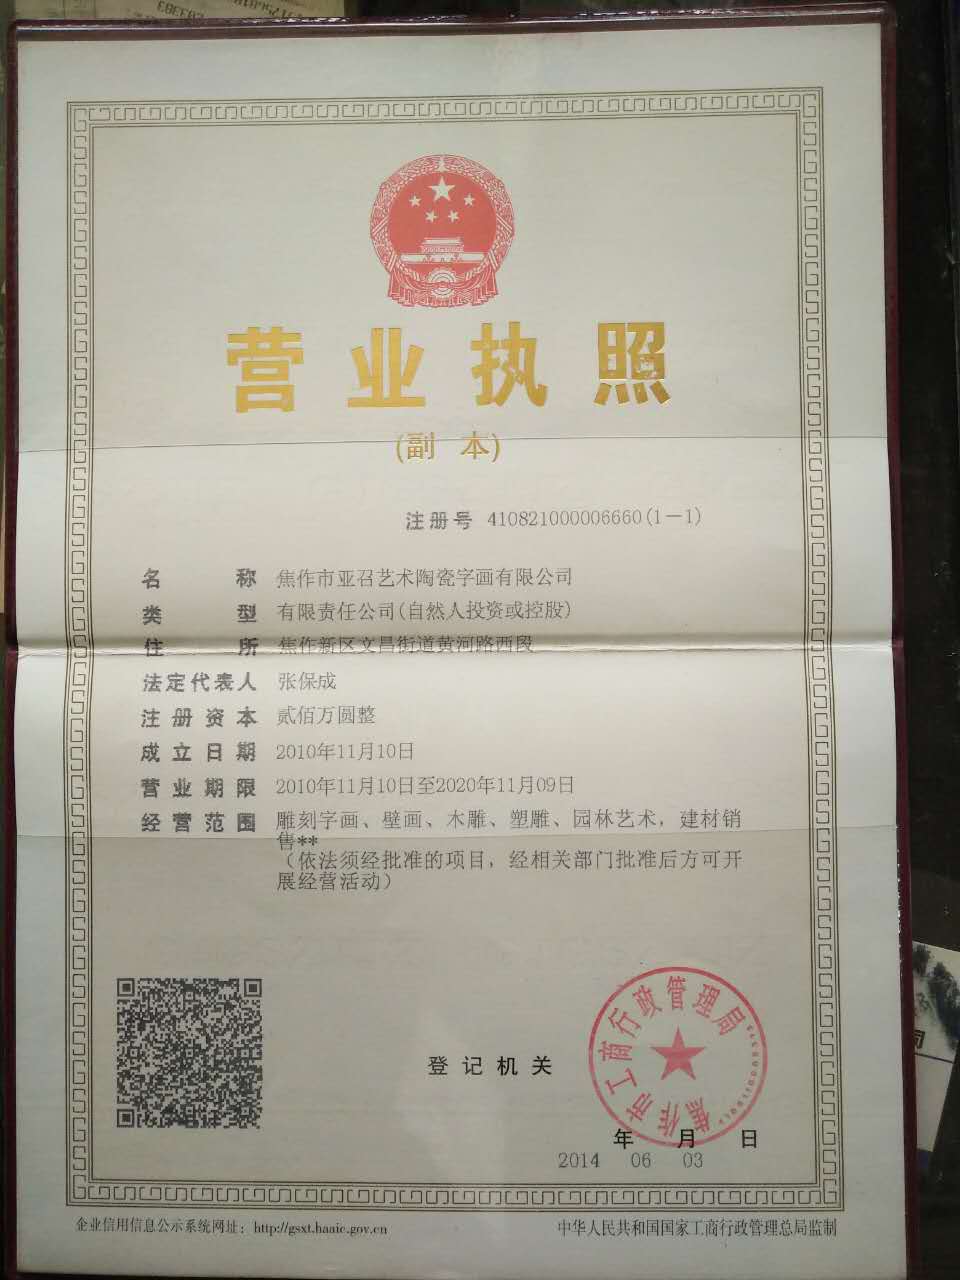 营业执照
(副 本)
注册号 410821000006660(1-1)
名 称 焦作市亚召艺术陶瓷字画有限公司
类 型 有限责任公司(自然人投资或控股)
住 所 焦作新区文昌街道黄河路西段
法定代表人 张保成
注册资本 贰佰万圆整
成立日期 2010年11月10日
营业期限 2010年11月10日至2020年11月09日
经营范围 雕刻字画、壁画、木雕、塑雕、园林艺术，建材销
售**
（依法须经批准的项目，经相关部门批准后方可开
展经营活动）
焦作市工商行政管理局
登记机关
年 月 日
2014 06 03
企业信用信息公示系统网址：http://gsxt.haaic.gov.cn
中华人民共和国国家工商行政管理总局监制